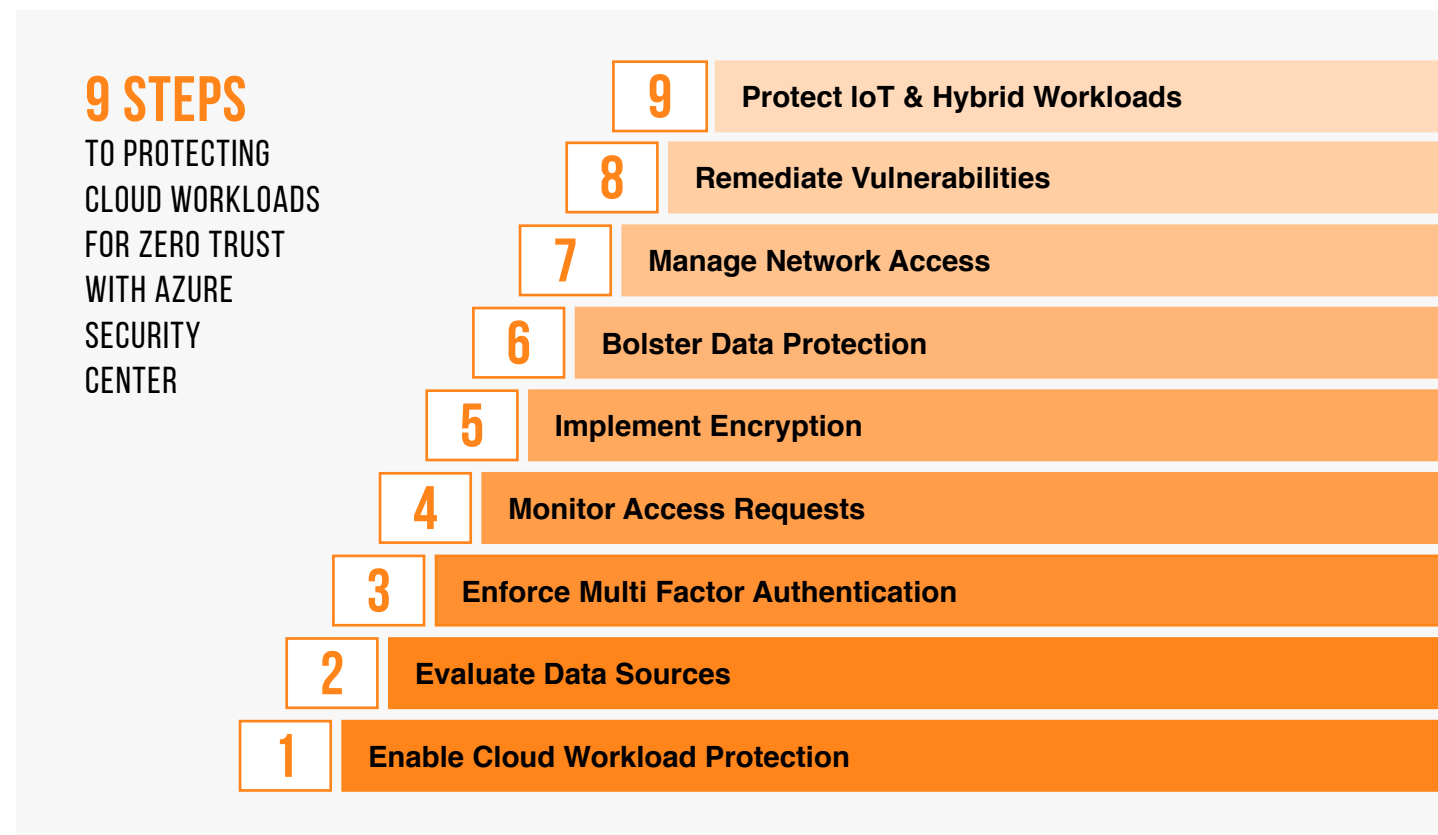 9 STEPS
TO PROTECTING
CLOUD WORKLOADS
FOR ZERO TRUST
WITH AZURE
SECURITY
CENTER
9 Protect IoT & Hybrid Workloads
8 Remediate Vulnerabilities
7 Manage Network Access
6 Bolster Data Protection
5 Implement Encryption
4 Monitor Access Requests
3 Enforce Multi Factor Authentication
2 Evaluate Data Sources
1 Enable Cloud Workload Protection